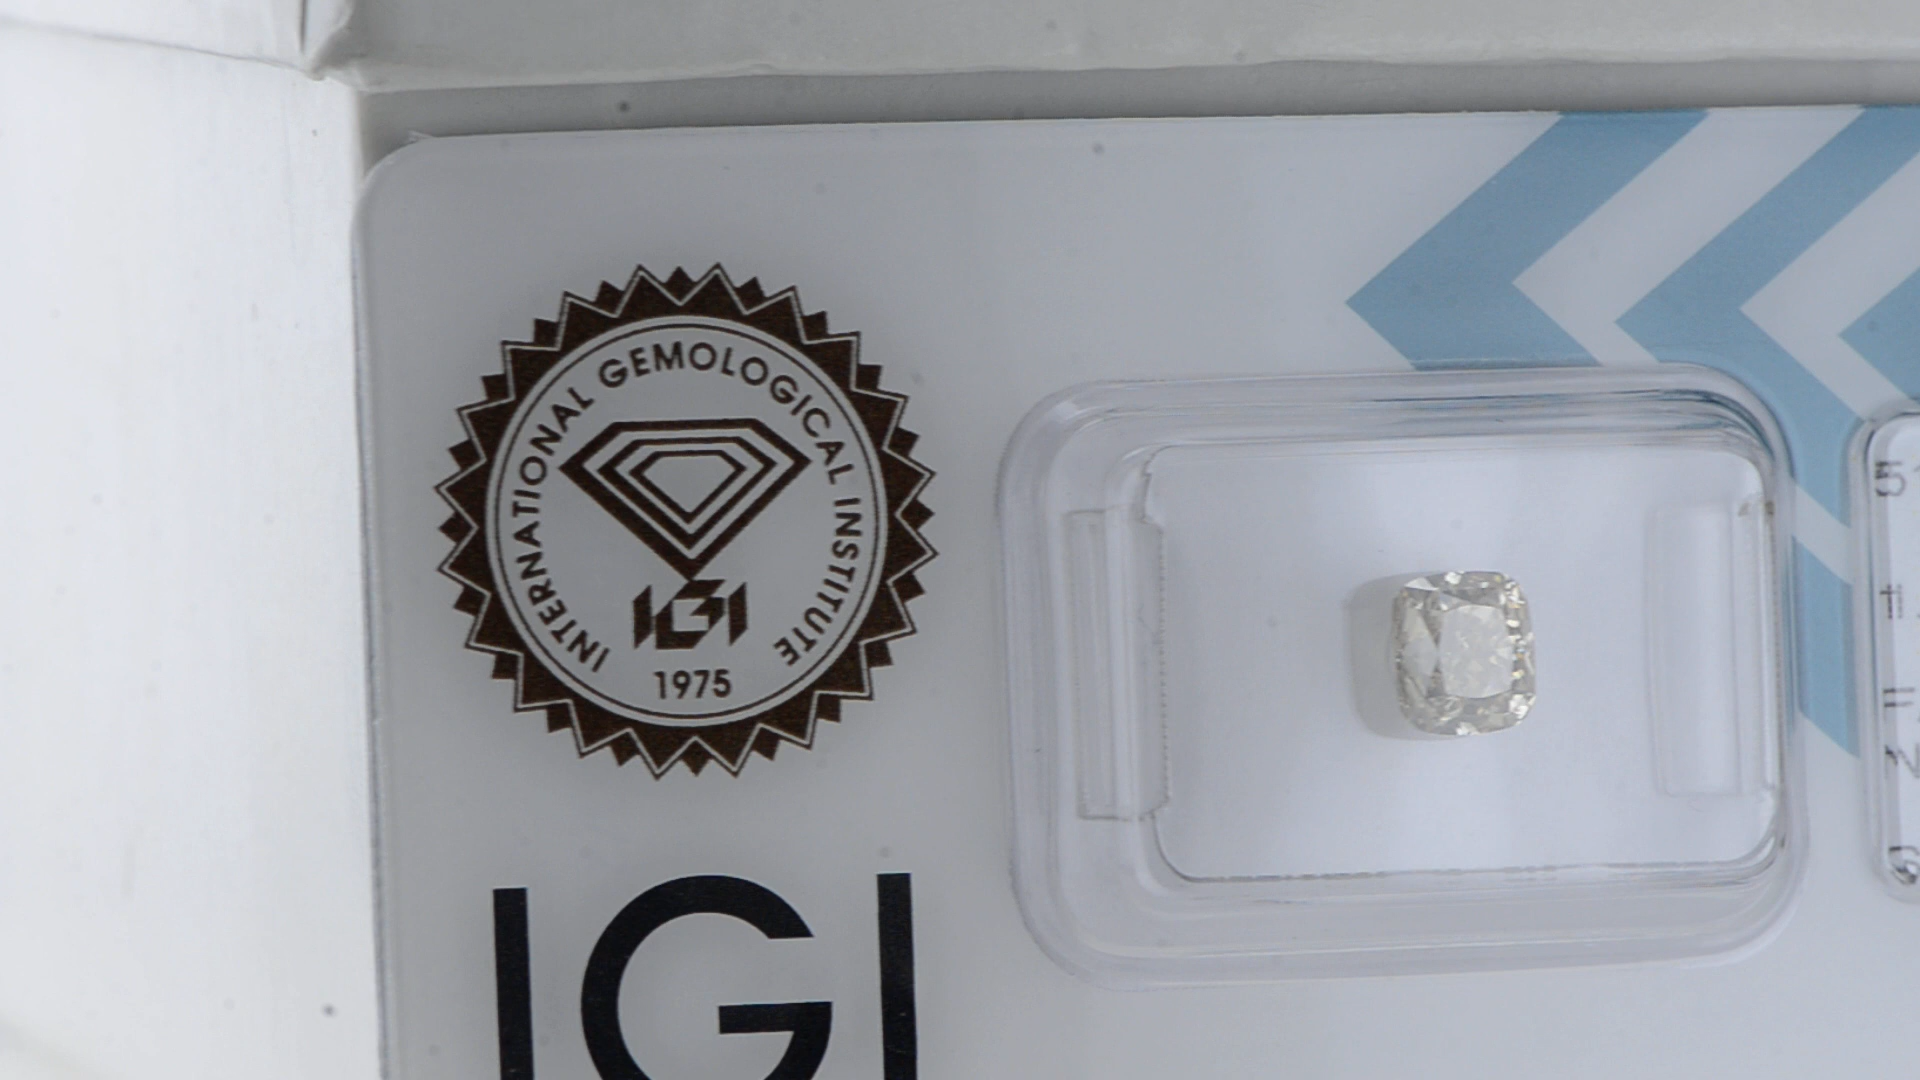 INTERNATIONAL GEMOLOGICAL INSTITUTE
IGI
1975
IGI